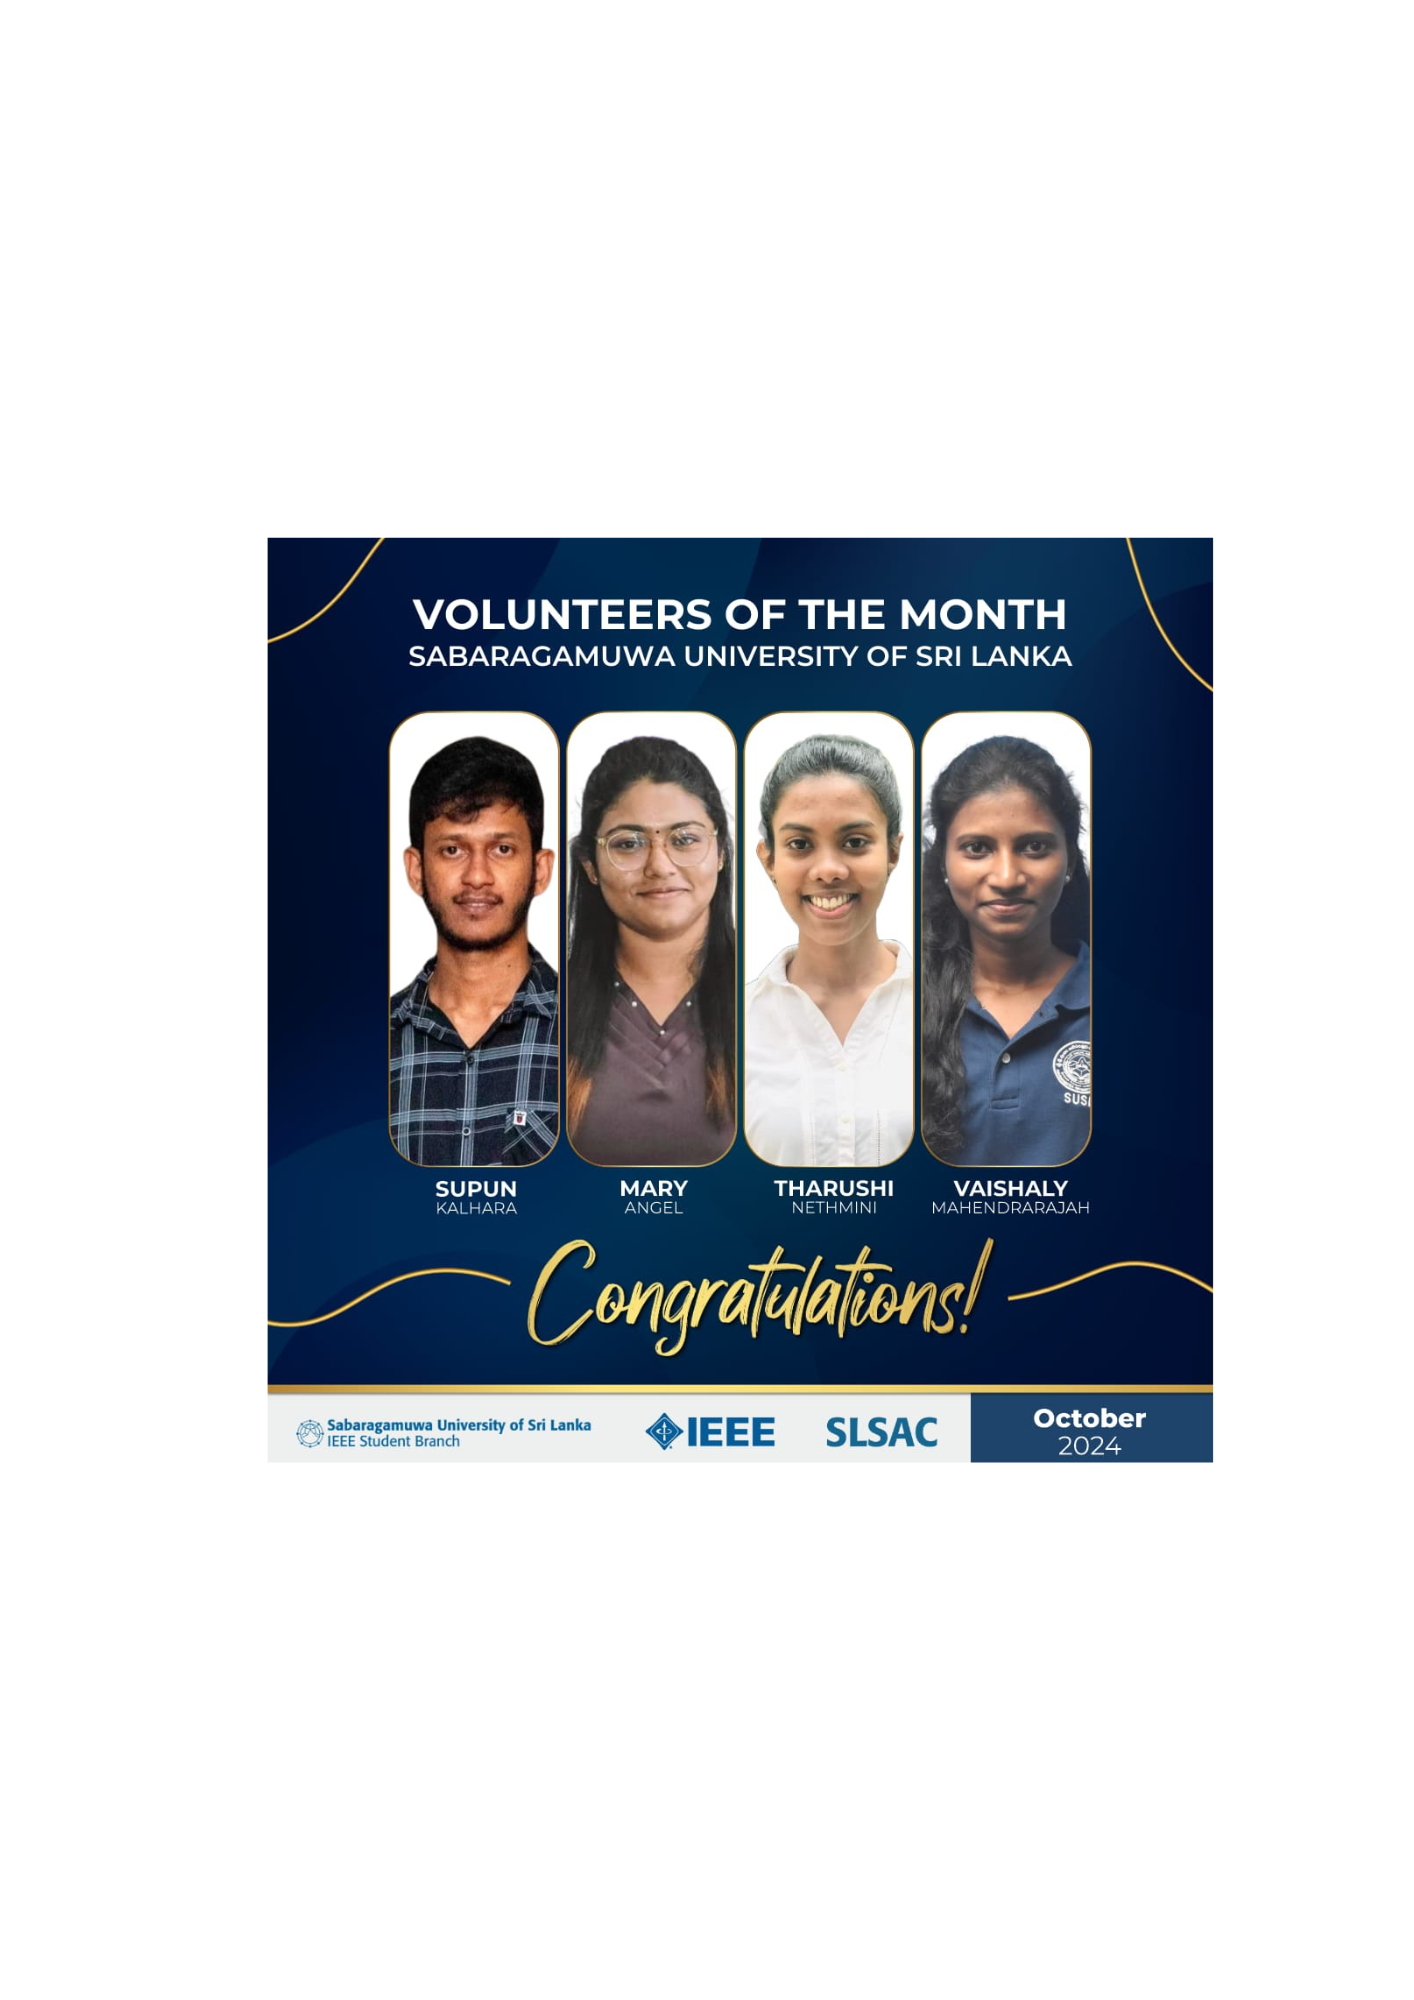 VOLUNTEERS OF THE MONTH
SABARAGAMUWA UNIVERSITY OF SRI LANKA
SUPUN
KALHARA
MARY
ANGEL
THARUSHI
NETHMINI
VAISHALY
MAHENDRARAJAH
Congratulations!
Sabaragamuwa University of Sri Lanka
IEEE Student Branch
IEEE
SLSAC
October
2024